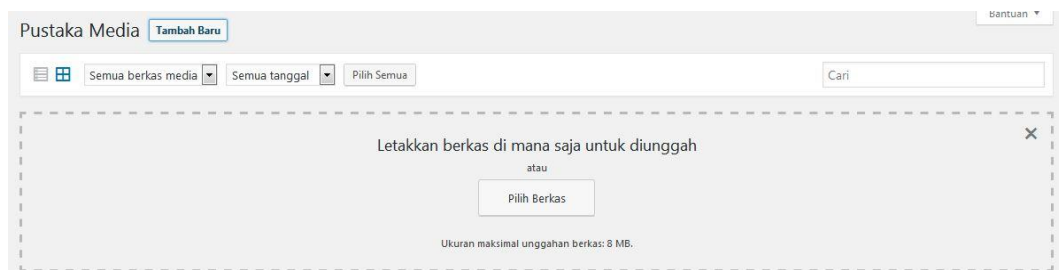 Bantuan
Pustaka Media Tambah Baru
Semua berkas media Semua tanggal Pilih Semua Cari
Letakkan berkas di mana saja untuk diunggah
atau
Pilih Berkas
Ukuran maksimal unggahan berkas: 8 MB.